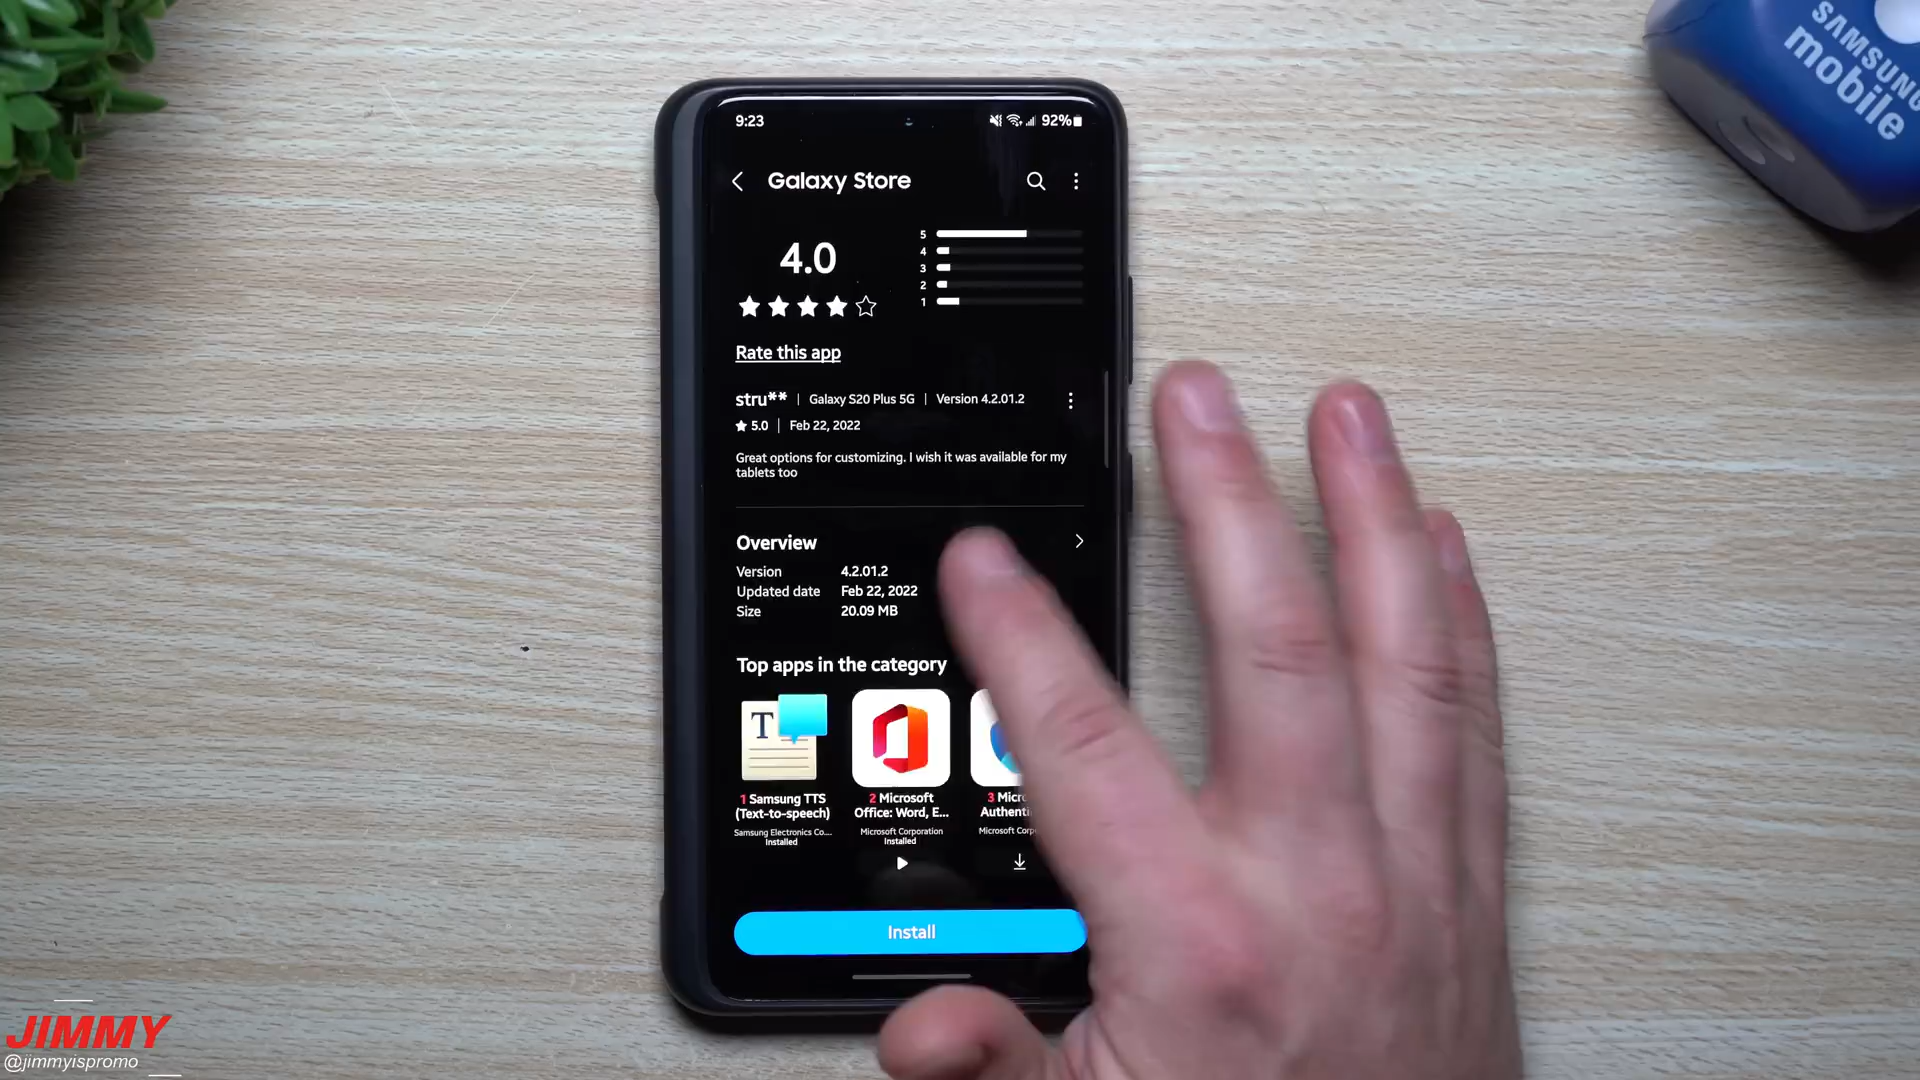 SAMSUNG
mobile
9:23
92%
Galaxy Store
4.0
5
4
3
2
1
Rate this app
stru** | Galaxy S20 Plus 5G | Version 4.2.01.2
5.0 | Feb 22, 2022
Great options for customizing. I wish it was available for my
tablets too
Overview
Version 4.2.01.2
Updated date Feb 22, 2022
Size 20.09 MB
Top apps in the category
T
1 Samsung TTS
(Text-to-speech)
Samsung Electronics Co...
Installed
2 Microsoft
Office: Word, E...
Microsoft Corporation
Installed
3
Microsoft
Install
JIMMY
@jimmyispromo